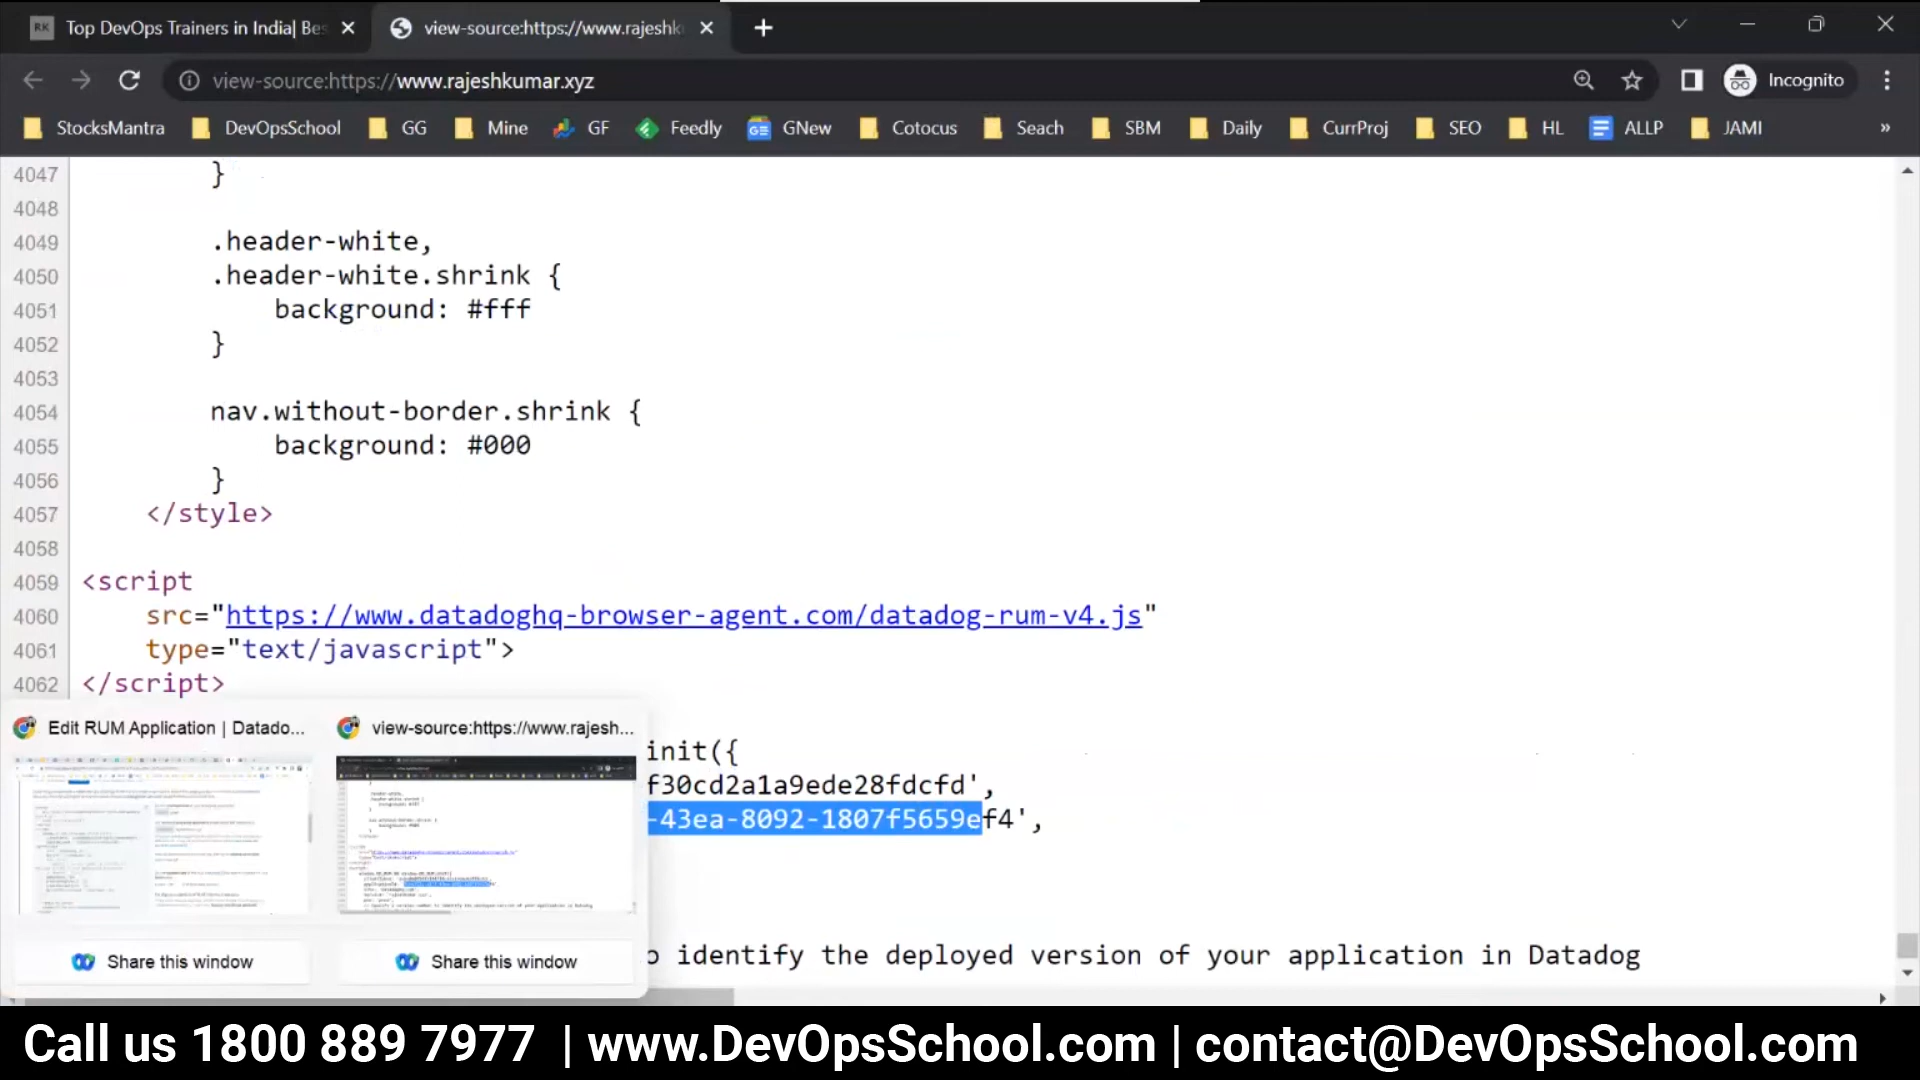 RK Top DevOps Trainers in India| Bes
view-source:https://www.rajeshk
view-source:https://www.rajeshkumar.xyz
Incognito
StocksMantra DevOpsSchool GG Mine GF Feedly GE GNew Cotocus Seach SBM Daily CurrProj SEO HL ALLP JAMI »
4047 }
4048
4049 .header-white,
4050 .header-white.shrink {
4051 background: #fff
4052 }
4053
4054 nav.without-border.shrink {
4055 background: #000
4056 }
4057 </style>
4058
4059 <script
4060 src="https://www.datadoghq-browser-agent.com/datadog-rum-v4.js"
4061 type="text/javascript">
4062 </script>
Edit RUM Application | Datado...
view-source:https://www.rajesh...
init({
f30cd2a1a9ede28fdcfd',
-43ea-8092-1807f5659ef4',
Share this window
Share this window
o identify the deployed version of your application in Datadog
Call us 1800 889 7977 | www.DevOpsSchool.com | contact@DevOpsSchool.com